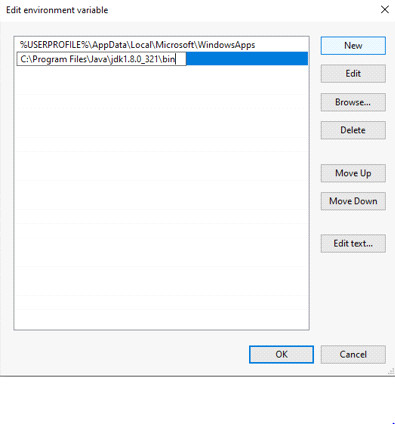 Edit environment variable
%USERPROFILE%\AppData\Local\Microsoft\WindowsApps
C:\Program Files\Java\jdk1.8.0_321\bin
New
Edit
Browse...
Delete
Move Up
Move Down
Edit text...
OK
Cancel